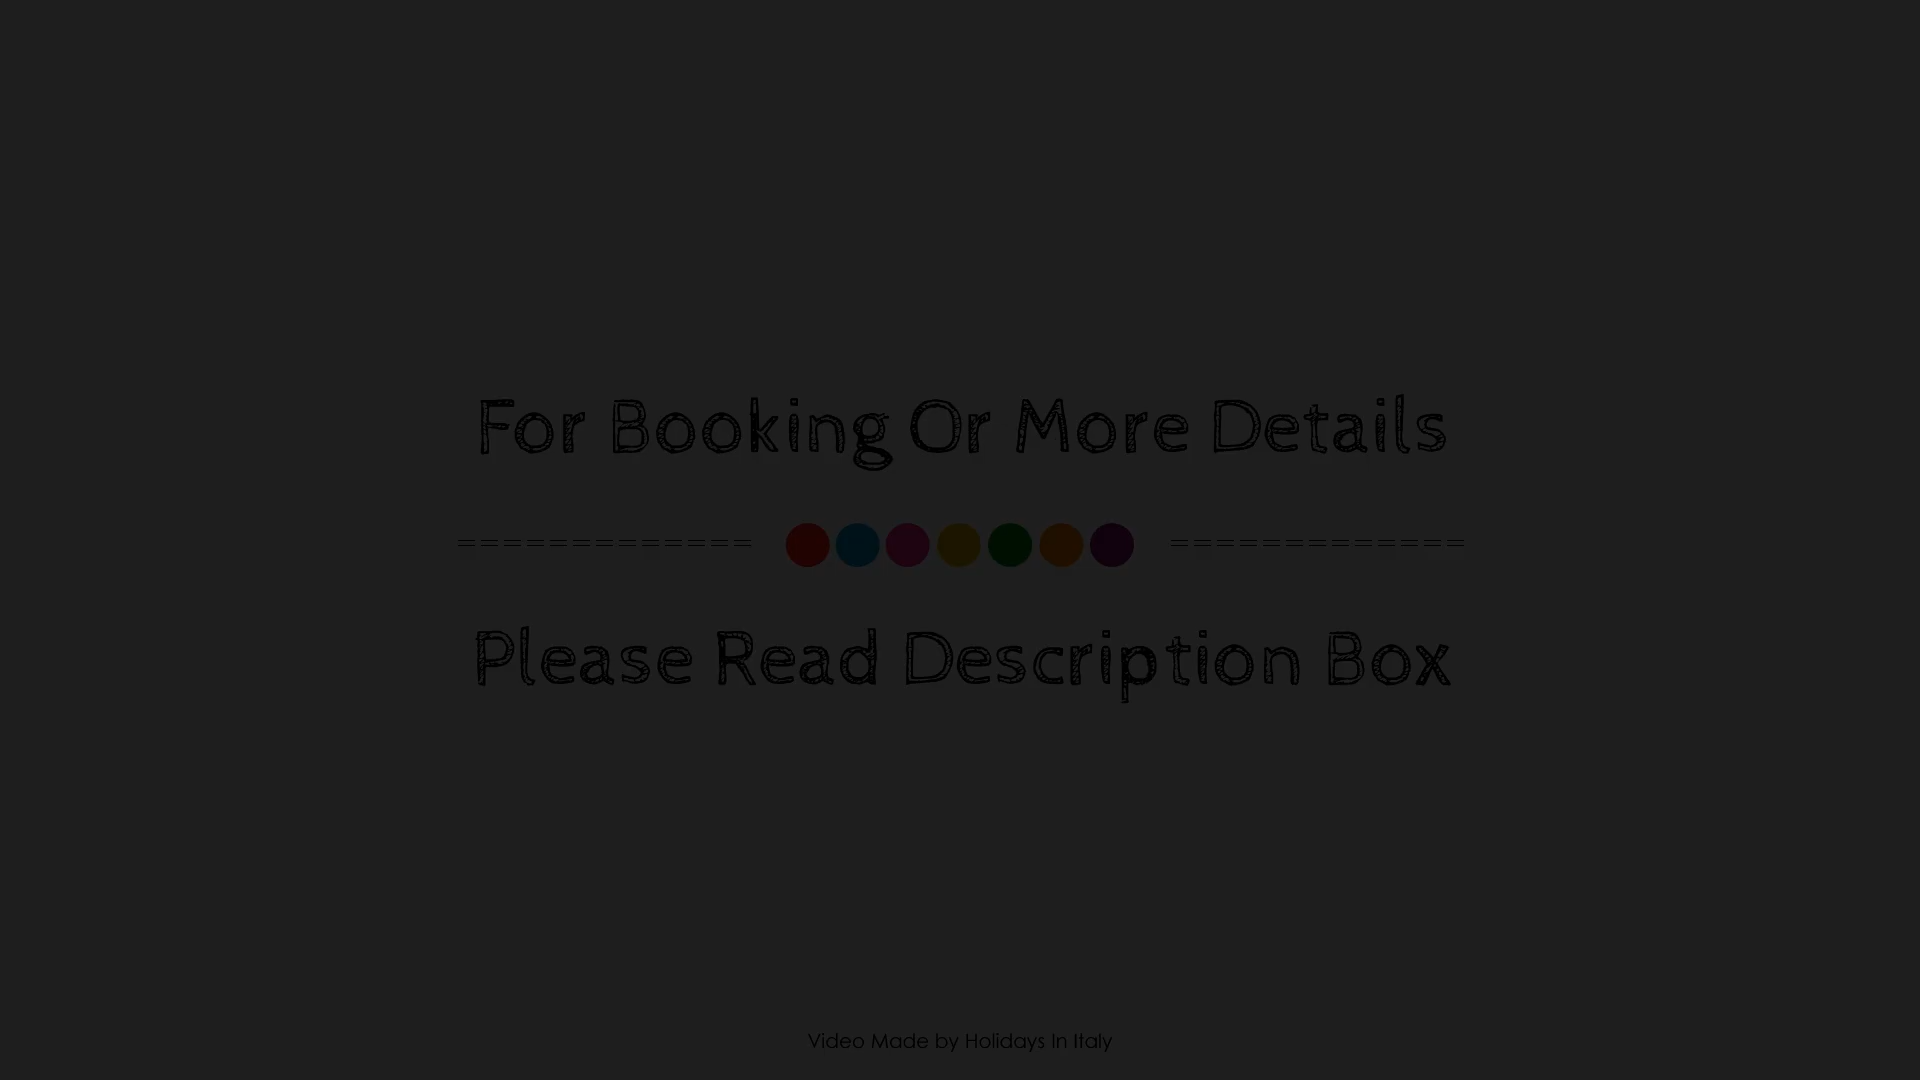 For Booking Or More Details
============= =============
Please Read Description Box
Video Made by Holidays In Italy